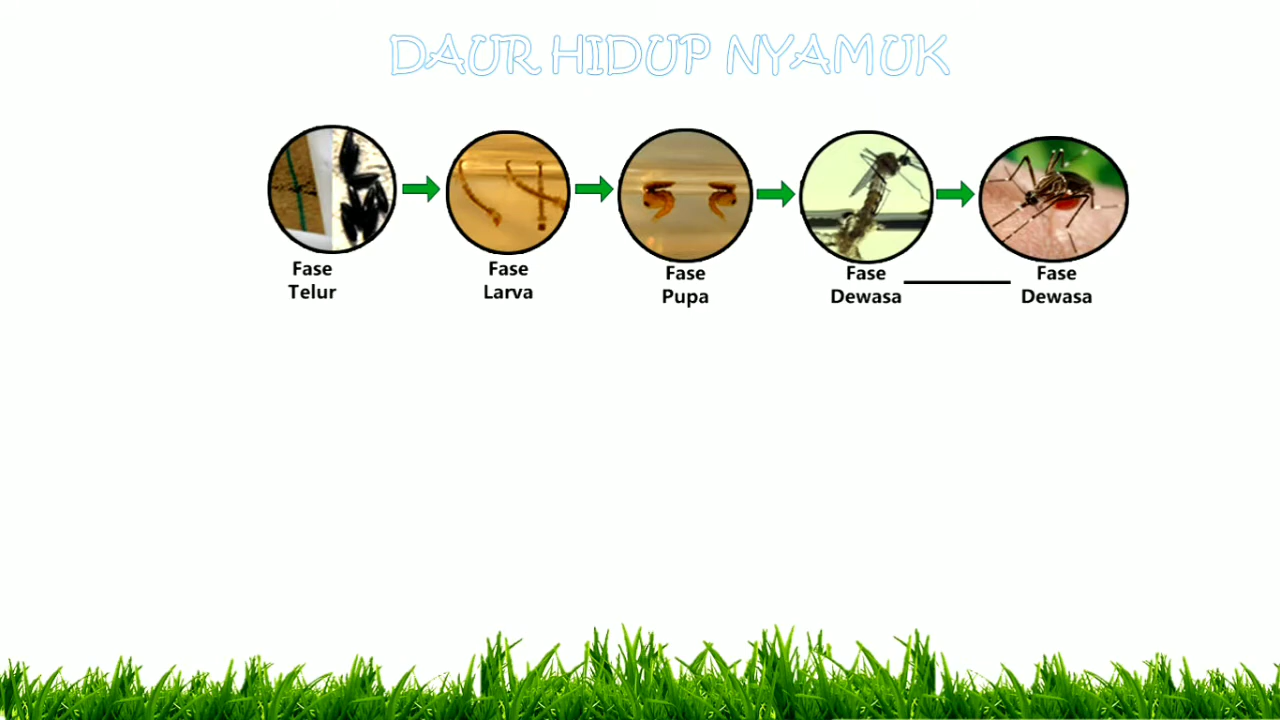 DAUR HIDUP NYAMUK
Fase
Telur
Fase
Larva
Fase
Pupa
Fase
Dewasa
Fase
Dewasa